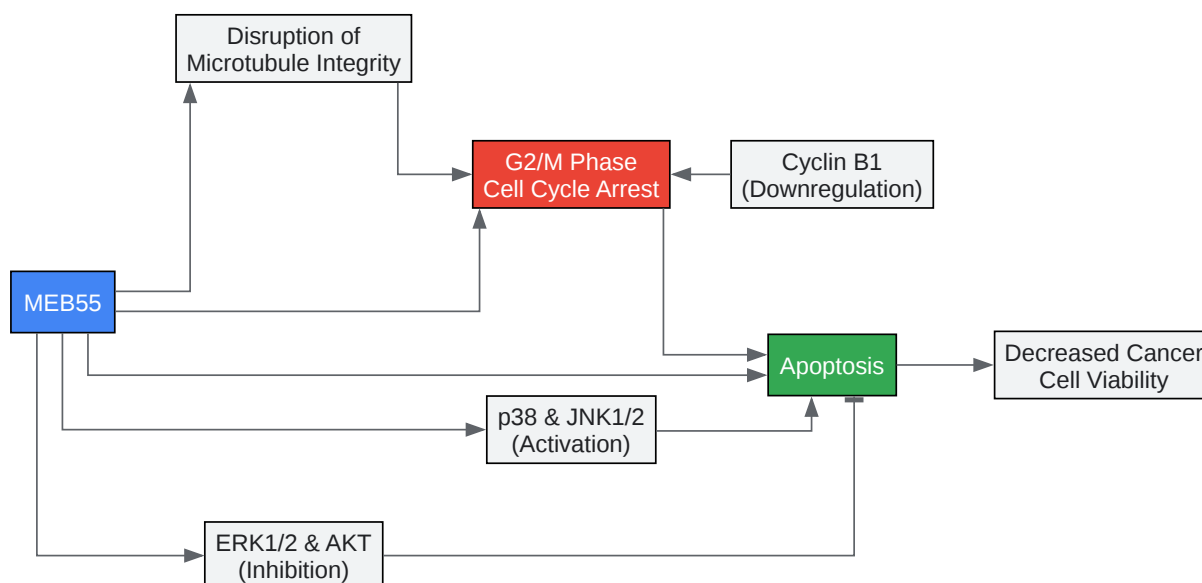 Disruption of
Microtubule Integrity
G2/M Phase
Cell Cycle Arrest
Cyclin B1
(Downregulation)
MEB55
Apoptosis
Decreased Cancer
Cell Viability
p38 & JNK1/2
(Activation)
ERK1/2 & AKT
(Inhibition)